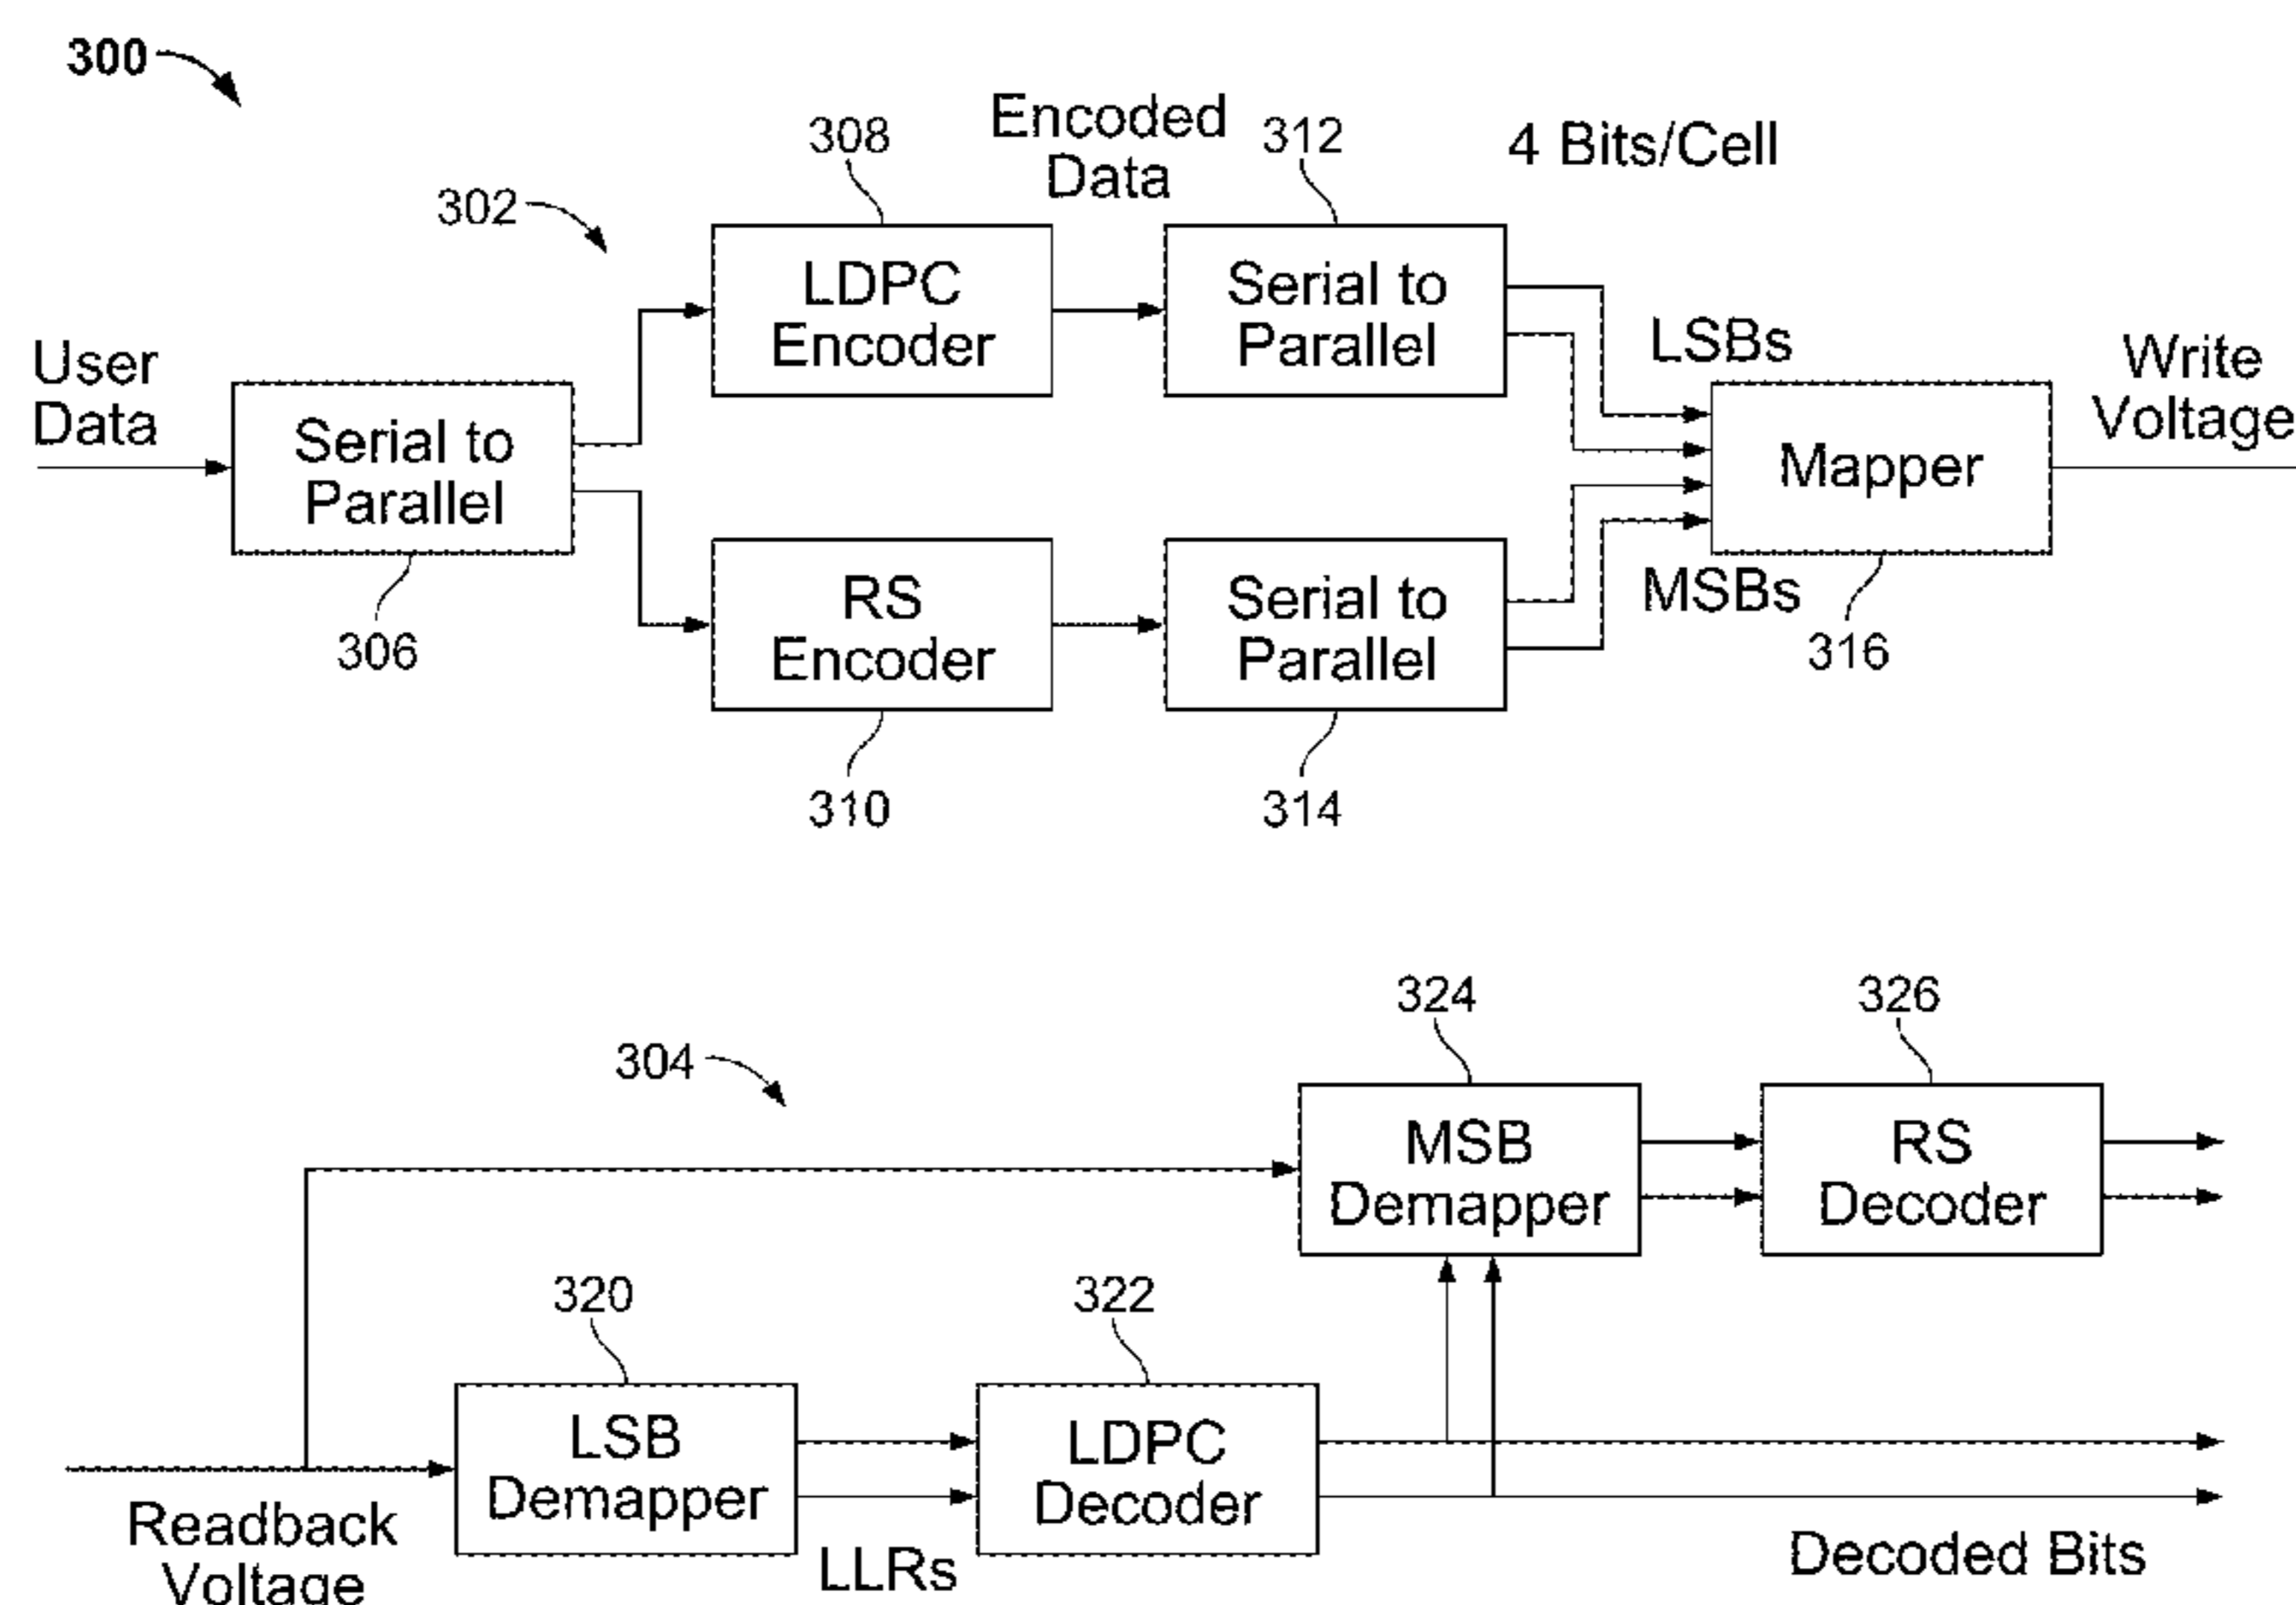 300
308
Encoded
Data
312
4 Bits/Cell
302
LDPC
Encoder
Serial to
Parallel
LSBs
User
Data
Serial to
Parallel
Mapper
Write
Voltage
306
RS
Encoder
Serial to
Parallel
MSBs
316
310
314
324
326
304
MSB
Demapper
RS
Decoder
320
322
LSB
Demapper
LDPC
Decoder
Readback
Voltage
LLRs
Decoded Bits